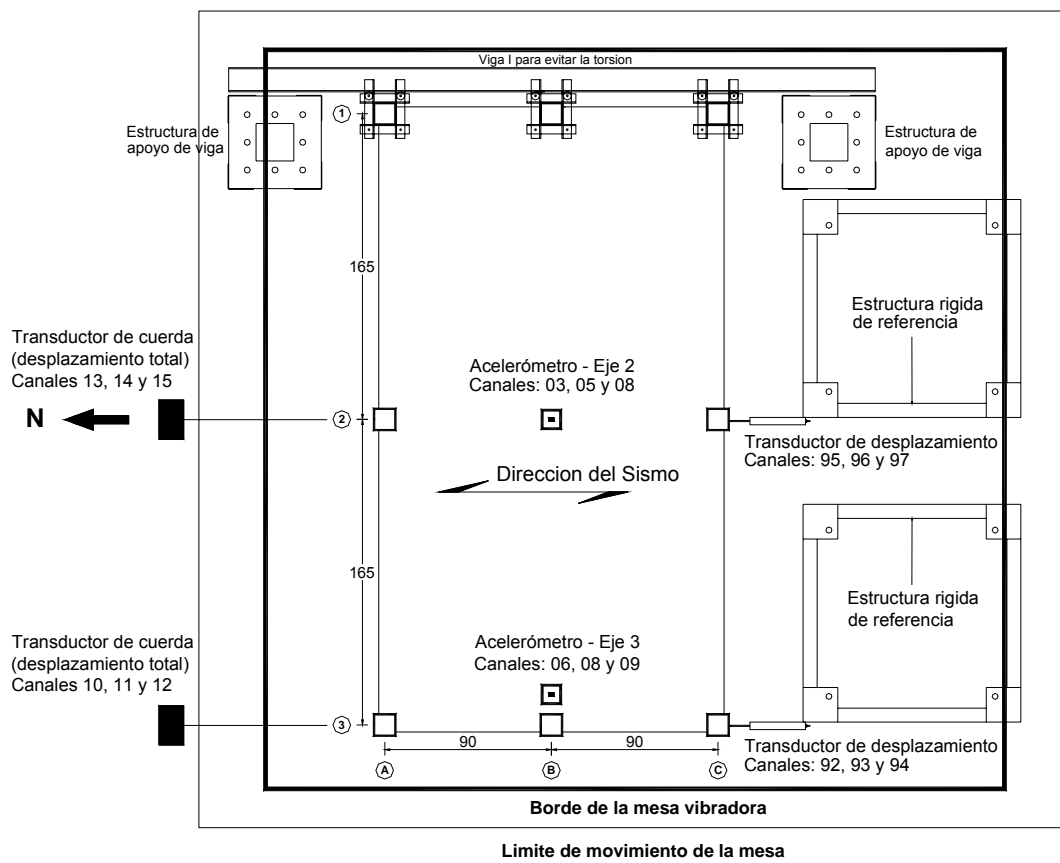 Viga I para evitar la torsion
1
Estructura de
apoyo de viga
Estructura de
apoyo de viga
165
Estructura rigida
de referencia
Transductor de cuerda
(desplazamiento total)
Canales 13, 14 y 15
Acelerómetro - Eje 2
Canales: 03, 05 y 08
N
2
Transductor de desplazamiento
Canales: 95, 96 y 97
Direccion del Sismo
165
Estructura rigida
de referencia
Transductor de cuerda
(desplazamiento total)
Canales 10, 11 y 12
Acelerómetro - Eje 3
Canales: 06, 08 y 09
3
90
90
Transductor de desplazamiento
Canales: 92, 93 y 94
A
B
C
Borde de la mesa vibradora
Limite de movimiento de la mesa